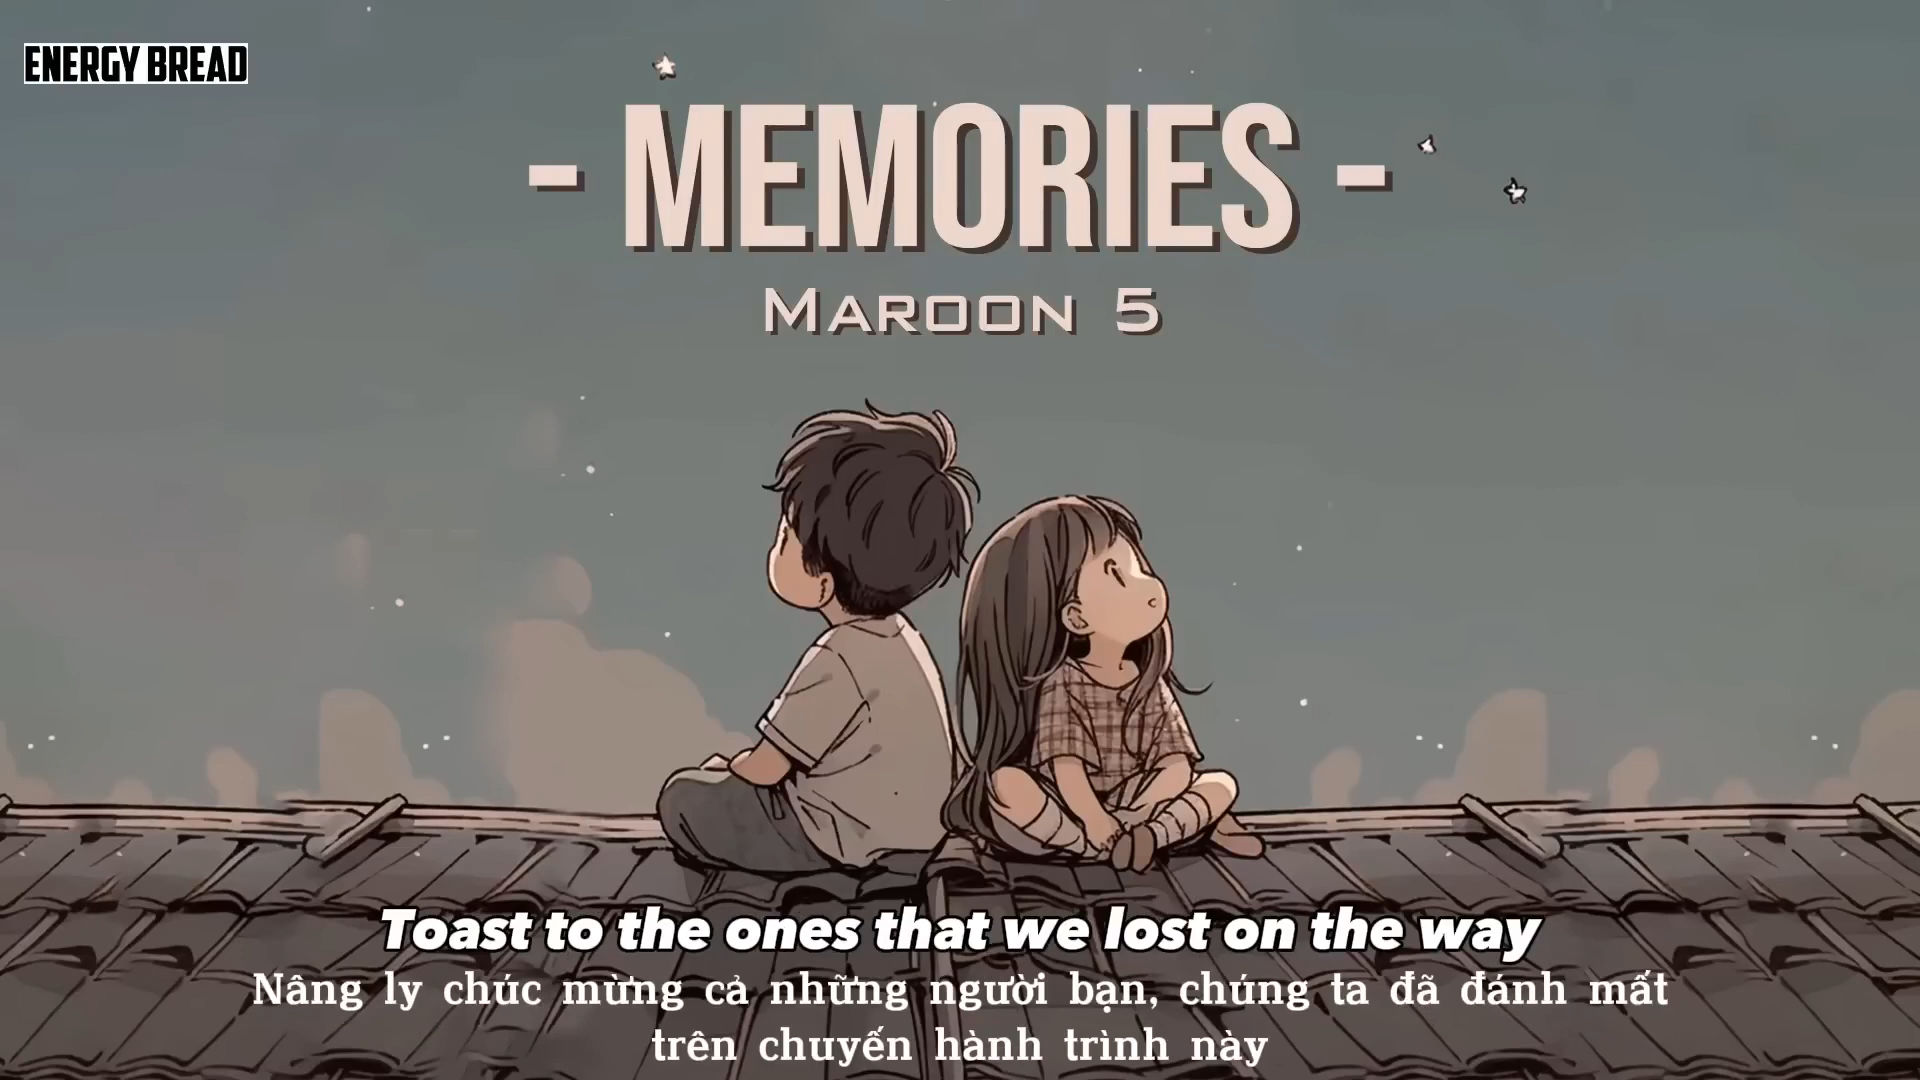 ENERGY BREAD
- MEMORIES -
MAROON 5
Toast to the ones that we lost on the way
Nâng ly chúc mừng cả những người bạn, chúng ta đã đánh mất
trên chuyến hành trình này